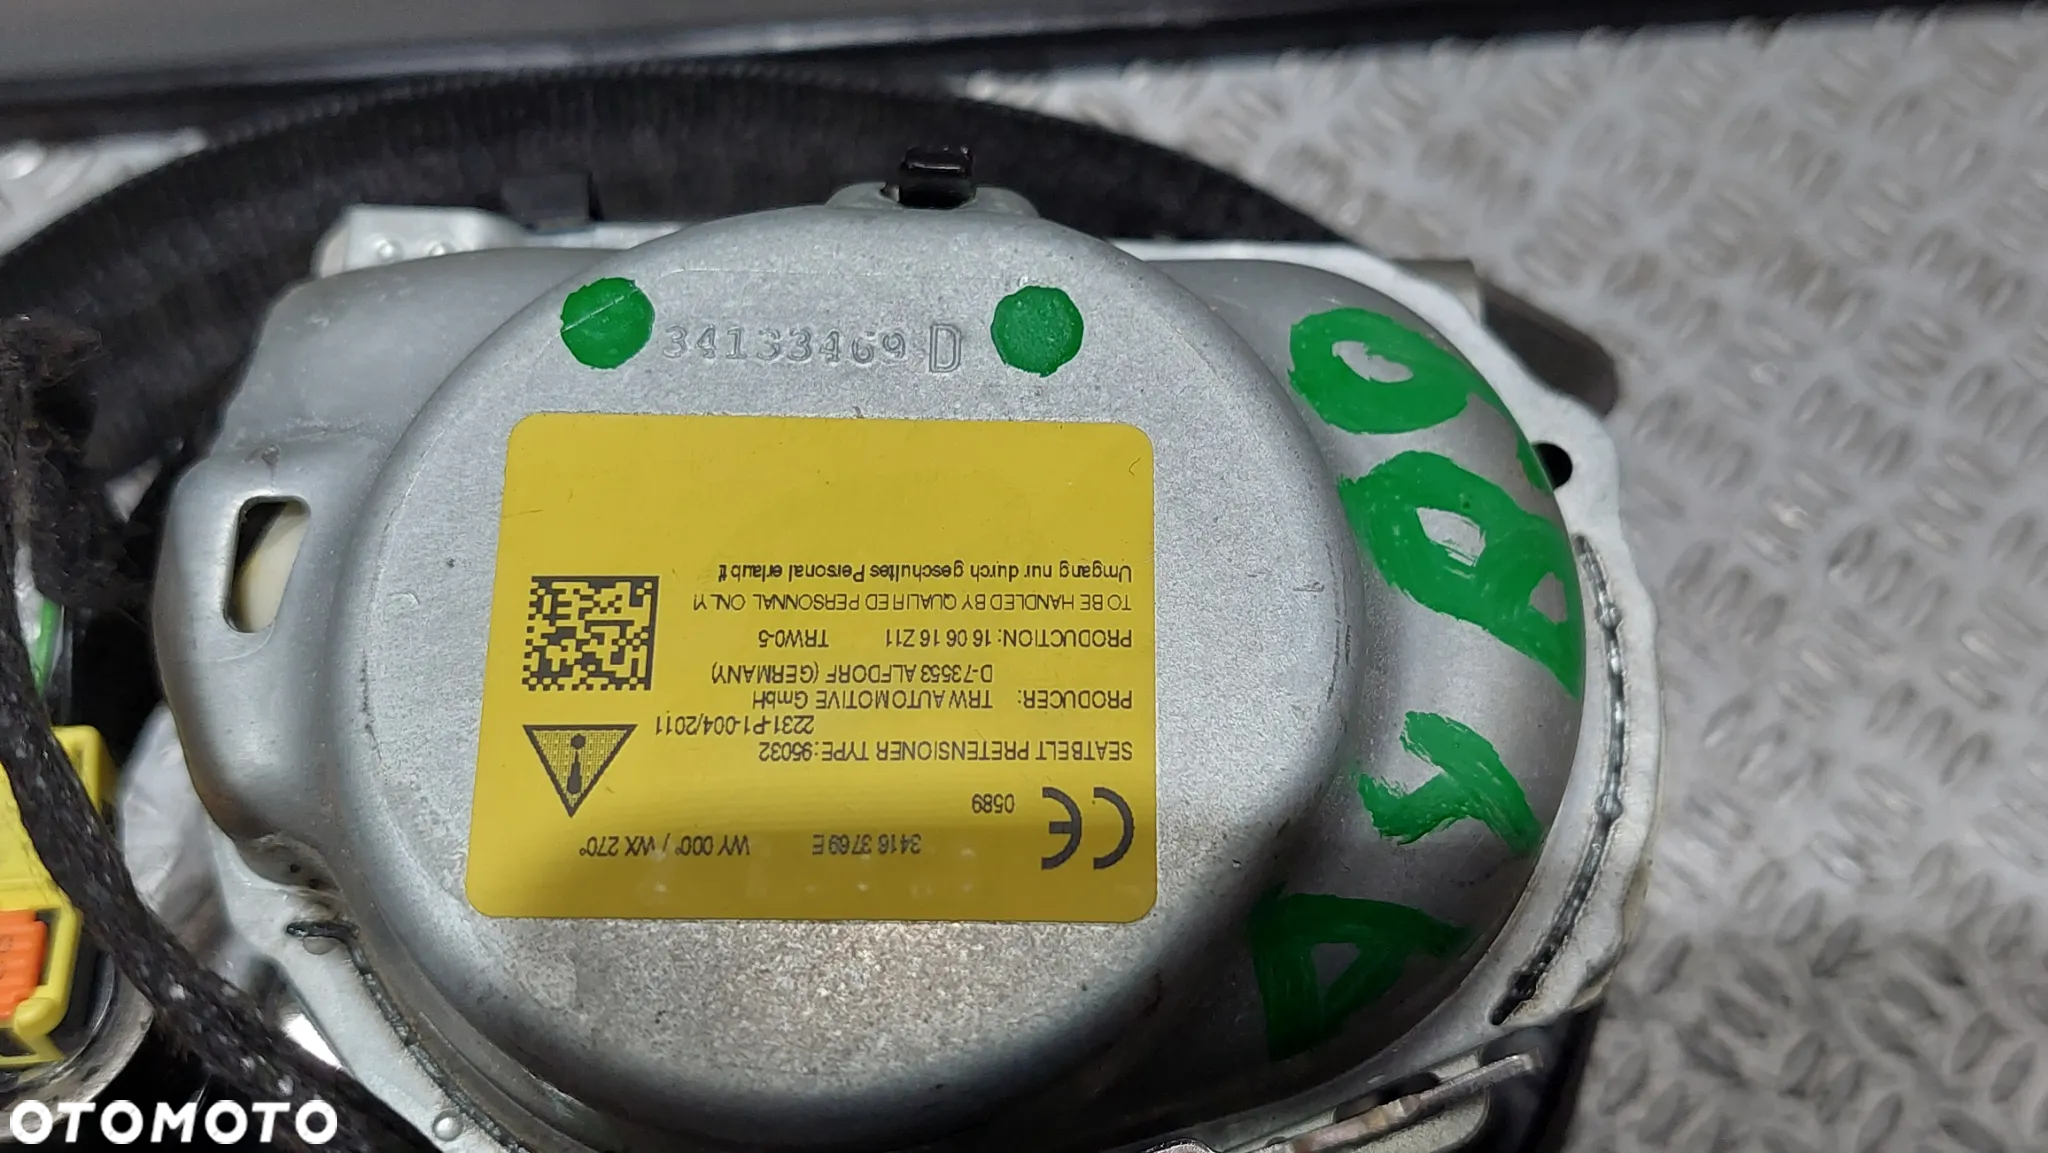 34133469 D
34163769 E WY 000° / WX 270°
CE 0589
SEATBELT PRETENSIONER TYPE: 95032
2231-P1-004/2011
PRODUCER: TRW AUTOMOTIVE GmbH
D-73553 ALFDORF (GERMANY)
PRODUCTION: 16 06 16 Z11 TRW0-5
TO BE HANDLED BY QUALIFIED PERSONNAL ONLY!
Umgang nur durch geschultes Personal erlaubt!
OTOMOTO